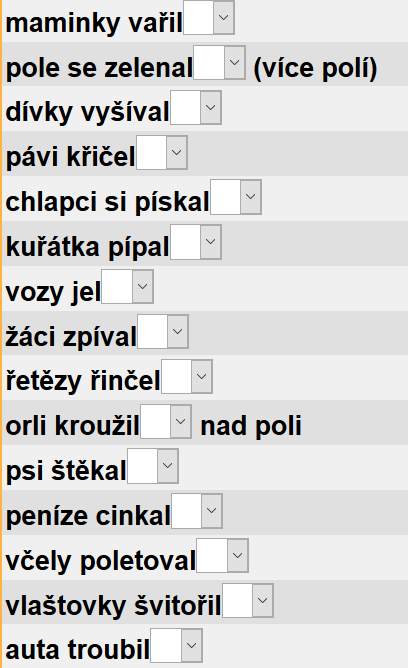 maminky vařil
pole se zelenal (více polí)
dívky vyšíval
pávi křičel
chlapci si pískal
kuřátka pípal
vozy jel
žáci zpíval
řetězy řinčel
orli kroužil nad poli
psi štěkal
peníze cinkal
včely poletoval
vlaštovky švitořil
auta troubil